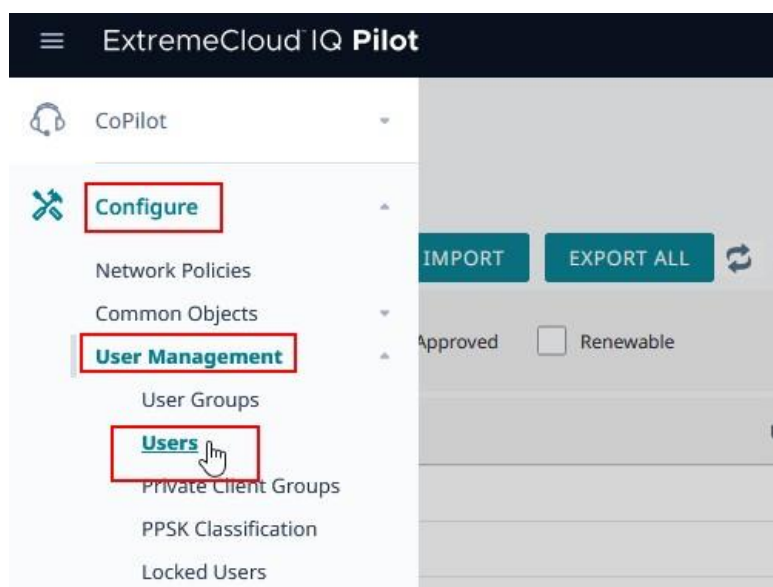 ExtremeCloud™ IQ Pilot
CoPilot
Configure
Network Policies
Common Objects
User Management
User Groups
Users
Private Client Groups
PPSK Classification
Locked Users
IMPORT
EXPORT ALL
Approved
Renewable